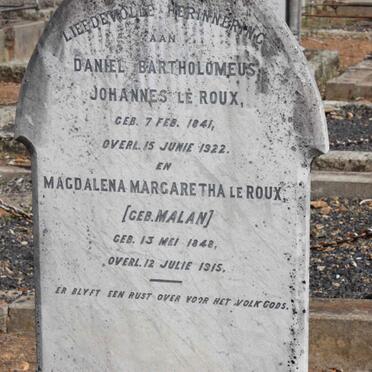 LIEFDEVOLLE HERINNERING
AAN
DANIEL BARTHOLOMEUS
JOHANNES LE ROUX,
GEB. 7 FEB. 1841,
OVERL. 15 JUNIE 1922.
EN
MAGDALENA MARGARETHA LE ROUX,
[GEB. MALAN]
GEB. 13 MEI 1848,
OVERL. 12 JULIE 1915.
ER BLYFT EEN RUST OVER VOOR HET VOLK GODS.